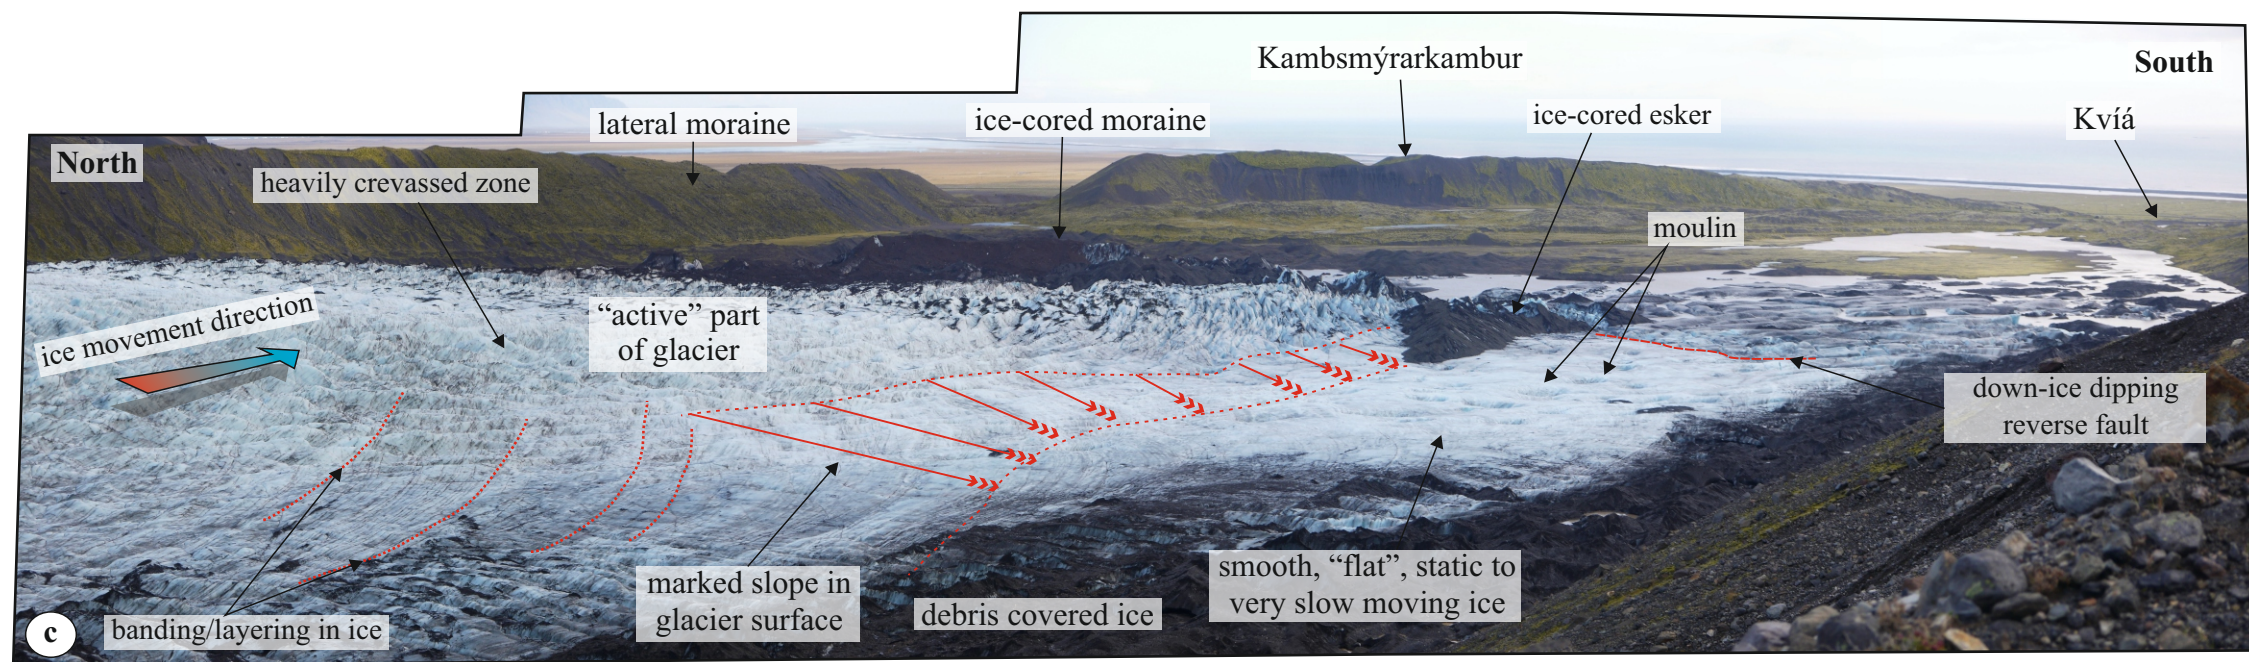 Kambsmýrarkambur
South
lateral moraine
ice-cored moraine
ice-cored esker
Kvíá
North
heavily crevassed zone
moulin
ice movement direction
“active” part
of glacier
down-ice dipping
reverse fault
marked slope in
glacier surface
smooth, “flat”, static to
very slow moving ice
debris covered ice
banding/layering in ice
c